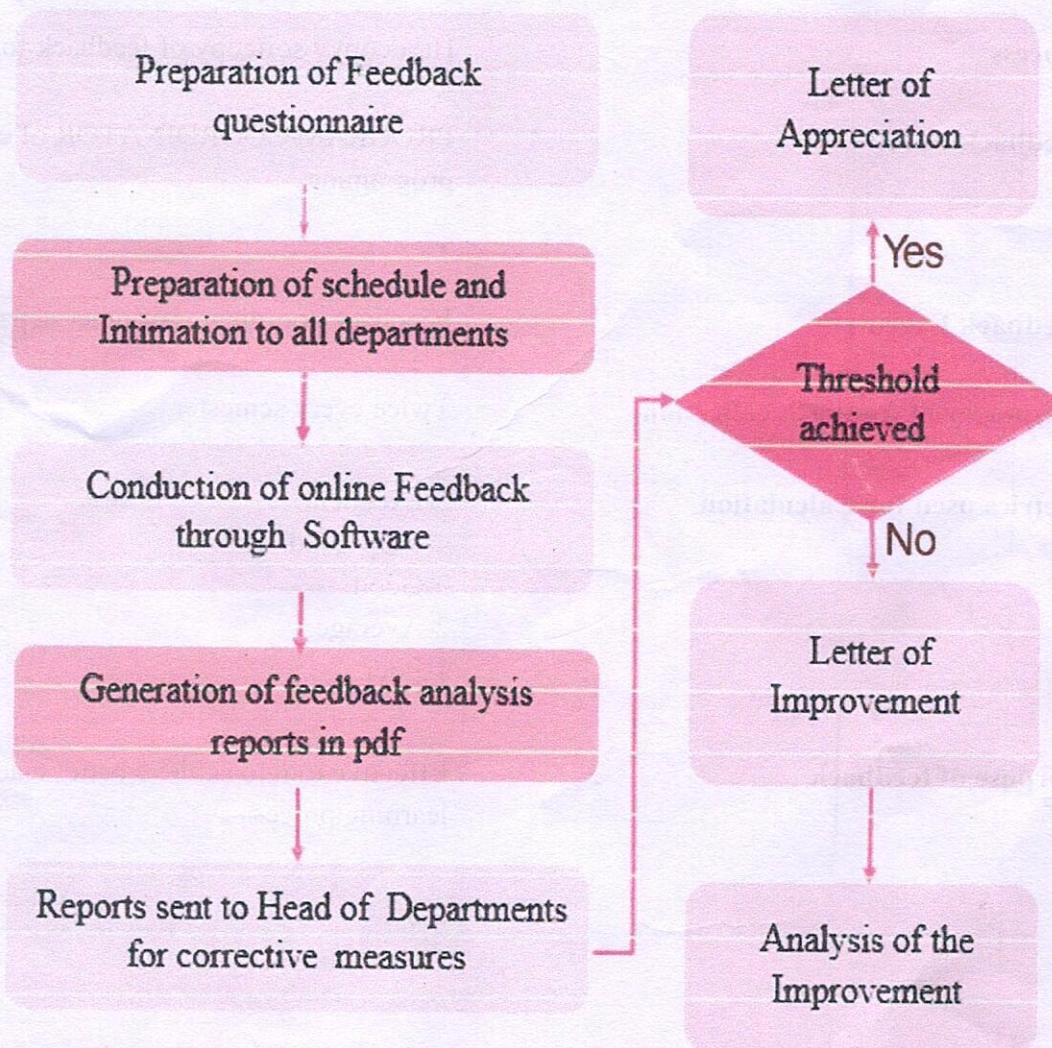 Preparation of Feedback
questionnaire
Preparation of schedule and
Intimation to all departments
Conduction of online Feedback
through Software
Generation of feedback analysis
reports in pdf
Reports sent to Head of Departments
for corrective measures
Threshold
achieved
Yes
Letter of
Appreciation
No
Letter of
Improvement
Analysis of the
Improvement